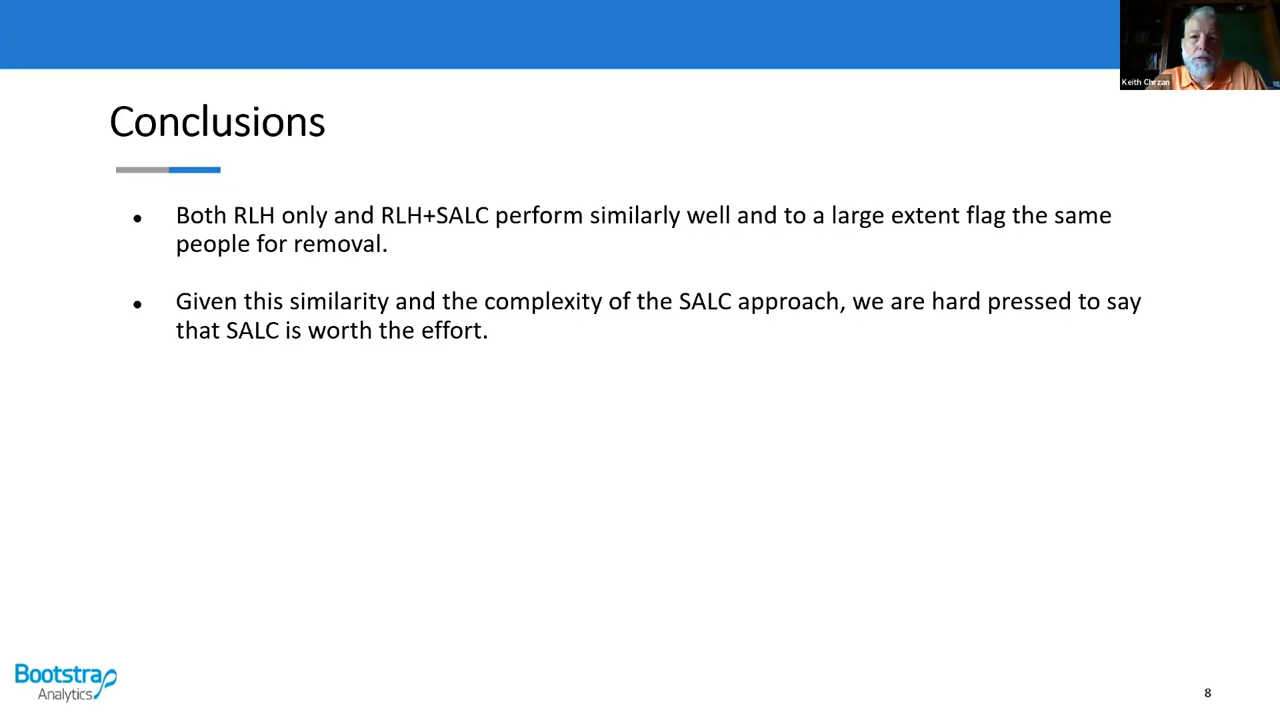 Keith Chrzan
Conclusions
• Both RLH only and RLH+SALC perform similarly well and to a large extent flag the same
people for removal.
• Given this similarity and the complexity of the SALC approach, we are hard pressed to say
that SALC is worth the effort.
Bootstrap
Analytics
8